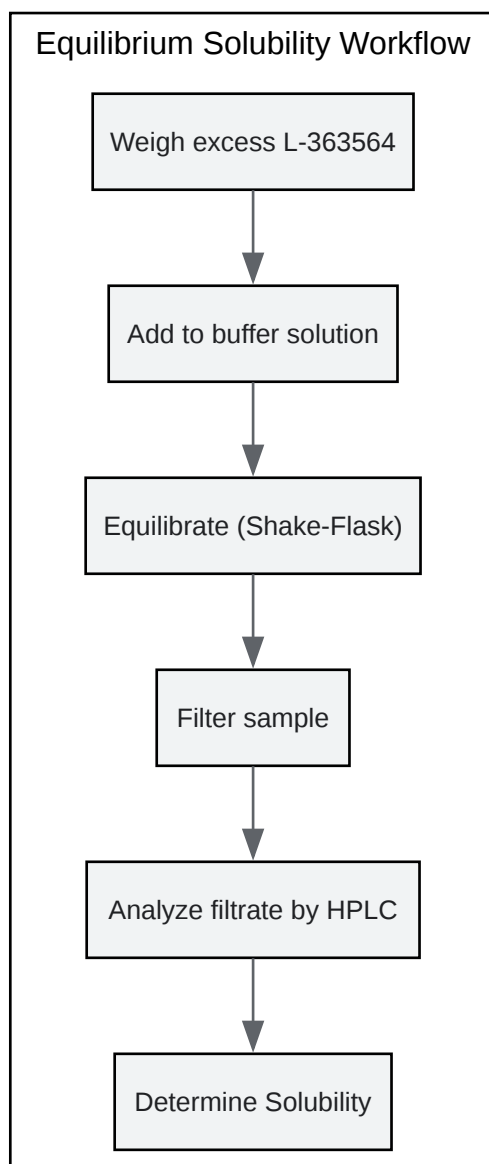 Equilibrium Solubility Workflow
Weigh excess L-363564
Add to buffer solution
Equilibrate (Shake-Flask)
Filter sample
Analyze filtrate by HPLC
Determine Solubility